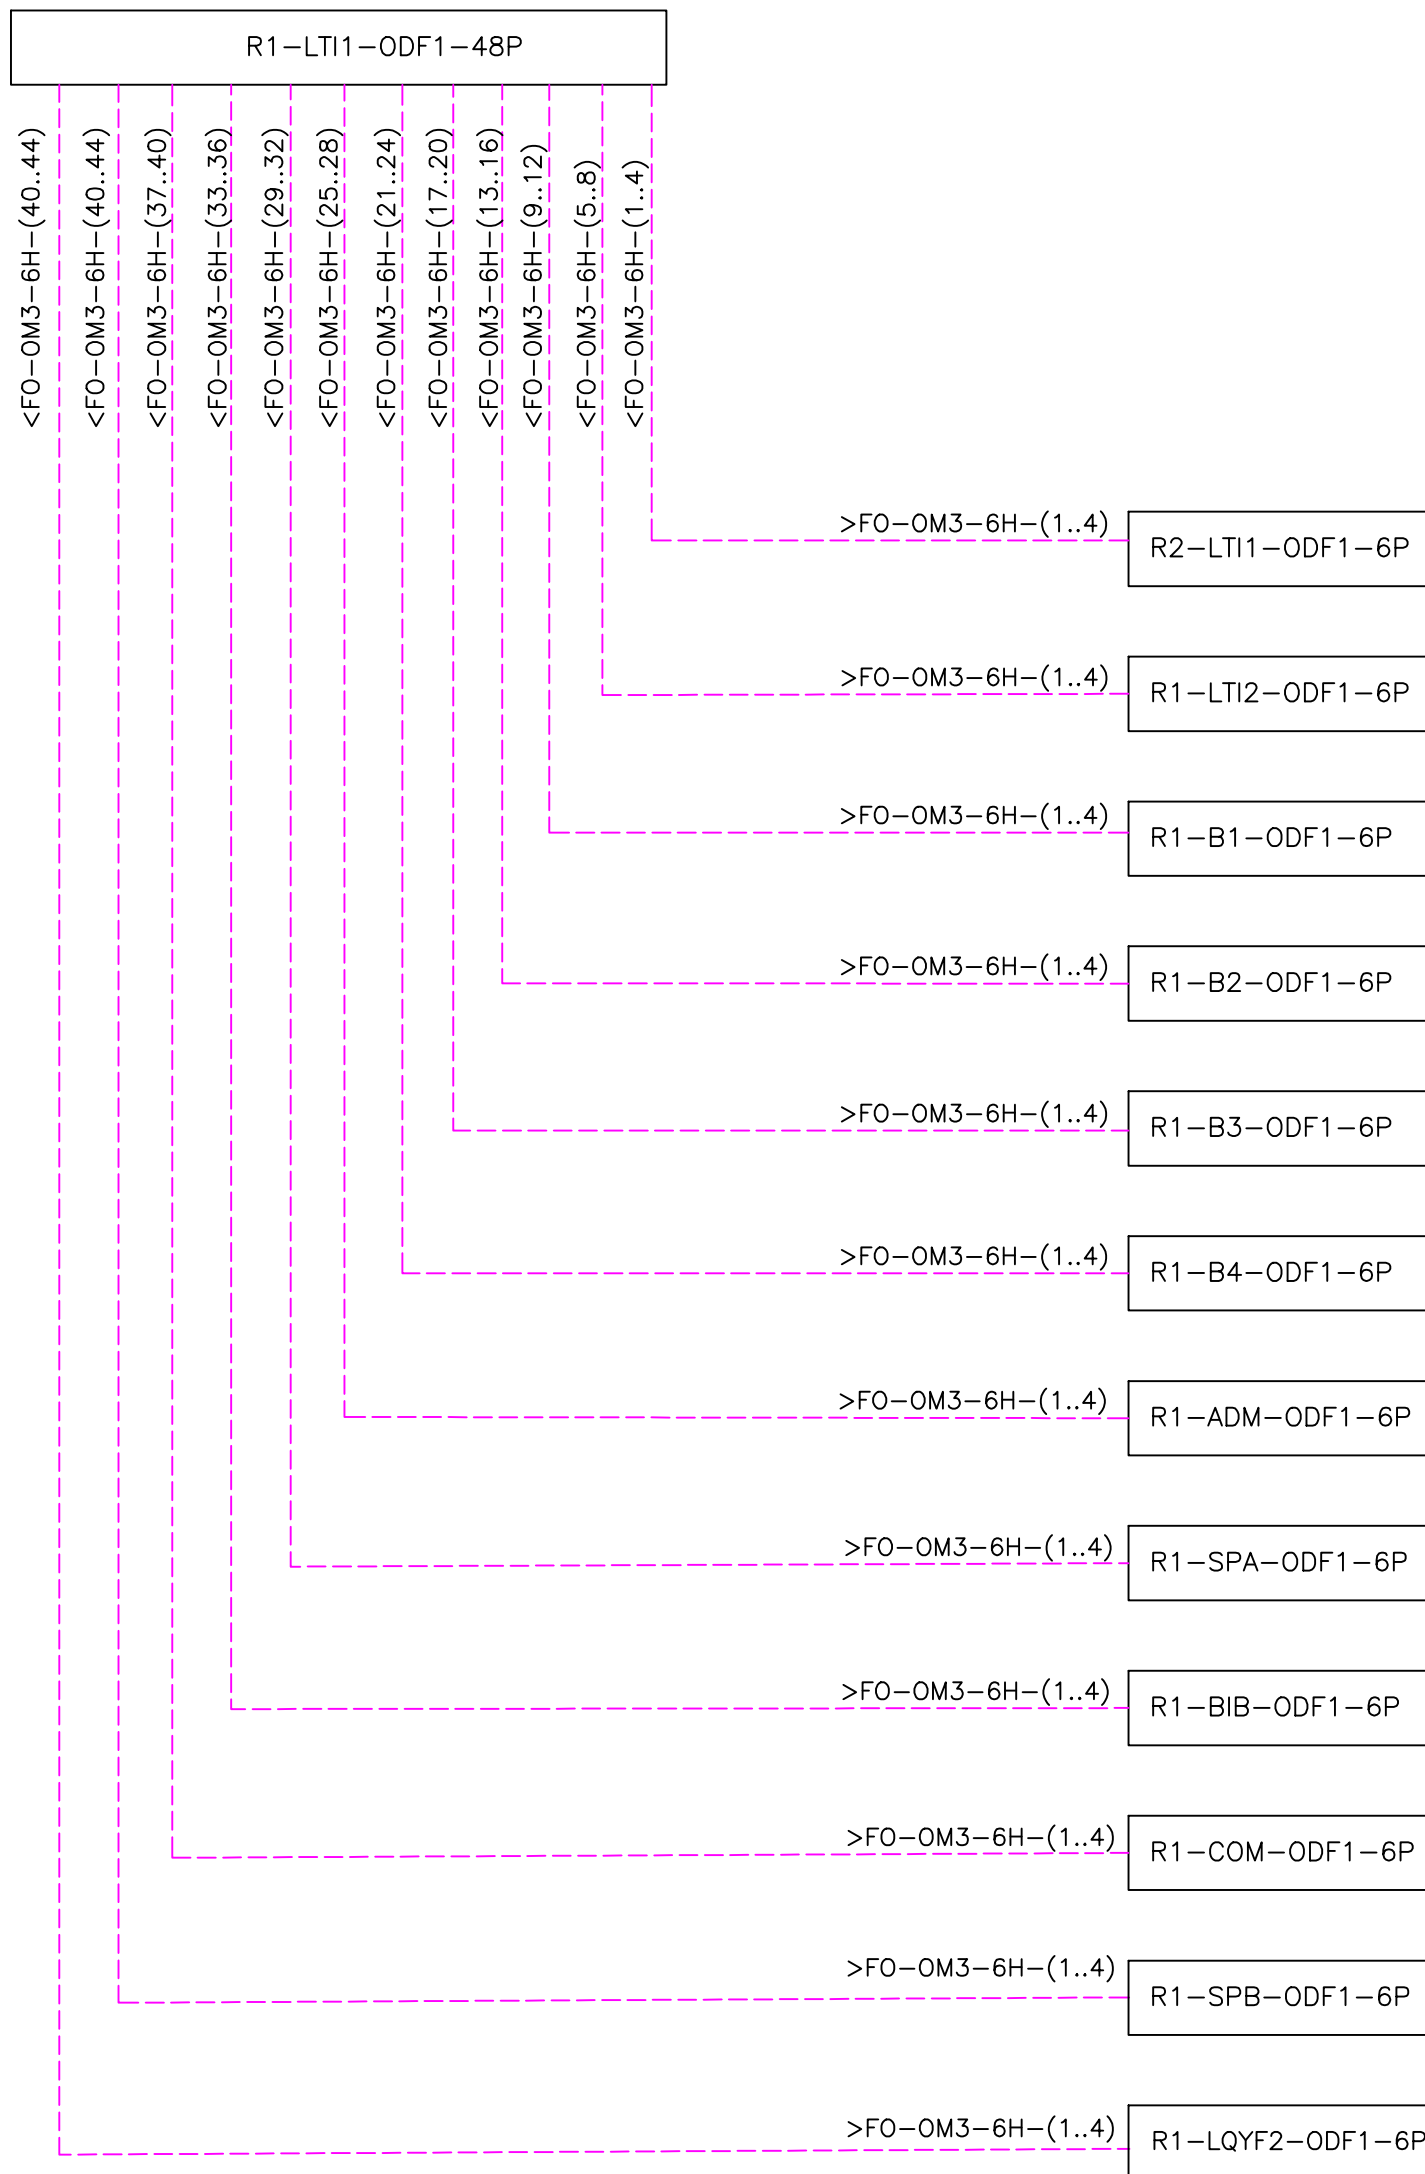 R1-LTI1-ODF1-48P
<FO-OM3-6H-(40..44)
<FO-OM3-6H-(40..44)
<FO-OM3-6H-(37..40)
<FO-OM3-6H-(33..36)
<FO-OM3-6H-(29..32)
<FO-OM3-6H-(25..28)
<FO-OM3-6H-(21..24)
<FO-OM3-6H-(17..20)
<FO-OM3-6H-(13..16)
<FO-OM3-6H-(9..12)
<FO-OM3-6H-(5..8)
<FO-OM3-6H-(1..4)
>FO-OM3-6H-(1..4)
R2-LTI1-ODF1-6P
>FO-OM3-6H-(1..4)
R1-LTI2-ODF1-6P
>FO-OM3-6H-(1..4)
R1-B1-ODF1-6P
>FO-OM3-6H-(1..4)
R1-B2-ODF1-6P
>FO-OM3-6H-(1..4)
R1-B3-ODF1-6P
>FO-OM3-6H-(1..4)
R1-B4-ODF1-6P
>FO-OM3-6H-(1..4)
R1-ADM-ODF1-6P
>FO-OM3-6H-(1..4)
R1-SPA-ODF1-6P
>FO-OM3-6H-(1..4)
R1-BIB-ODF1-6P
>FO-OM3-6H-(1..4)
R1-COM-ODF1-6P
>FO-OM3-6H-(1..4)
R1-SPB-ODF1-6P
>FO-OM3-6H-(1..4)
R1-LQYF2-ODF1-6P